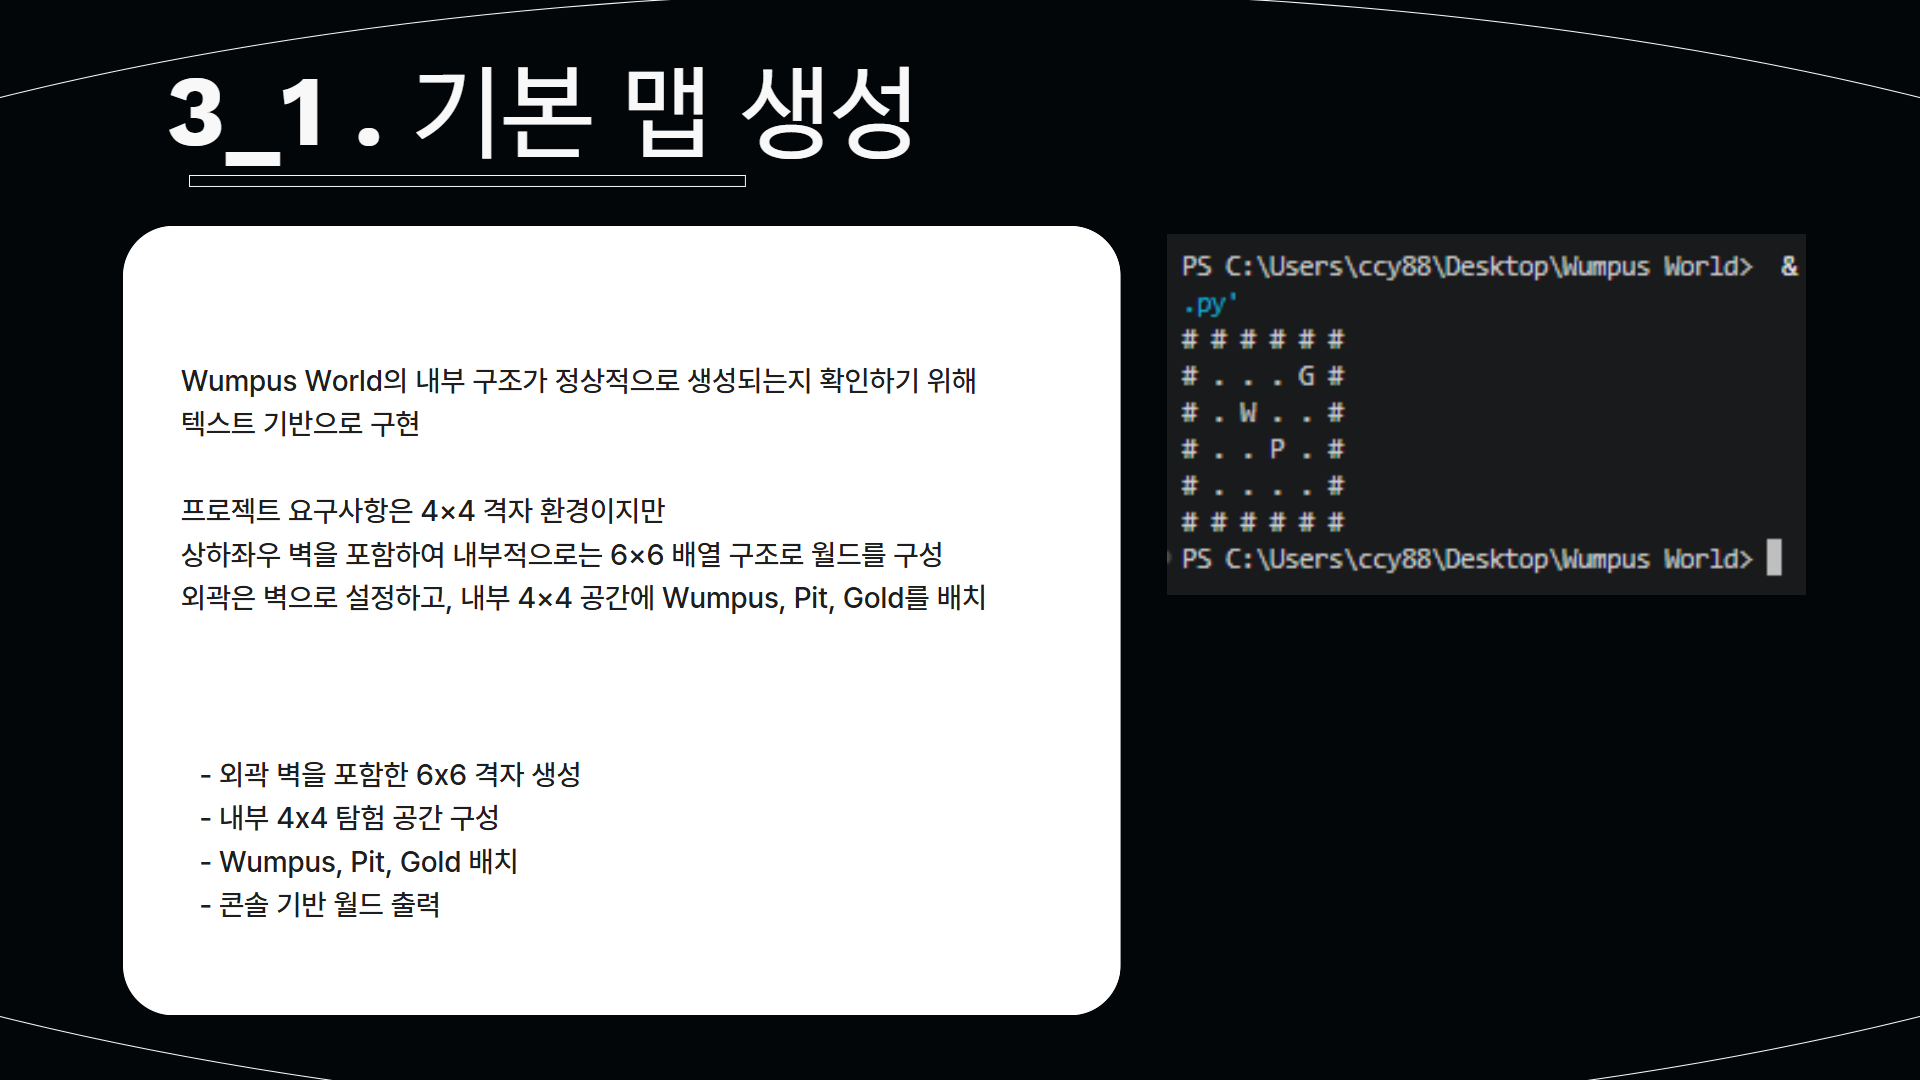 3_1. 기본 맵 생성
Wumpus World의 내부 구조가 정상적으로 생성되는지 확인하기 위해
텍스트 기반으로 구현
프로젝트 요구사항은 4×4 격자 환경이지만
상하좌우 벽을 포함하여 내부적으로는 6×6 배열 구조로 월드를 구성
외곽은 벽으로 설정하고, 내부 4×4 공간에 Wumpus, Pit, Gold를 배치
- 외곽 벽을 포함한 6x6 격자 생성
- 내부 4x4 탐험 공간 구성
- Wumpus, Pit, Gold 배치
- 콘솔 기반 월드 출력
PS C:\Users\ccy88\Desktop\Wumpus World> &
.py'
# # # # # #
# . . . G #
# . W . . #
# . . P . #
# . . . . #
# # # # # #
PS C:\Users\ccy88\Desktop\Wumpus World>